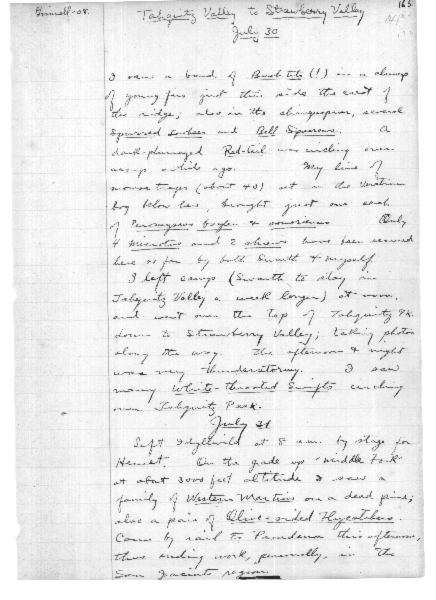 Grinnell-08. 163
Tahquitz Valley to Strawberry Valley
July 30
I saw a band of Bush-tits (!) in a clump
of young firs just this side the crest of
the ridge; also in the chinquapin, several
Spurred and Bell Sparrows. A
dark-plumaged Red-tail was circling over
camp a while ago. My line of
mouse traps (about 40) set in the Veratrum
bog below here, brought just one each
of Peromyscus boylei & Only
4 microtus and 2 shrews have been secured
here so far by both Swarth & myself.
I left camp (Swarth to stay in
Tahquitz Valley a week longer) at noon,
and went over the top of Tahquitz Pk.
down to Strawberry Valley; taking photos
along the way. The afternoon & night
was very thunderstormy. I saw
many White-throated Swifts circling
over Tahquitz Peak.
July 31
Left Idyllwild at 8 a.m. by stage for
Hemet. On the grade up "middle Fork"
at about 3000 feet altitude I saw a
family of Western Martins on a dead pine;
also a pair of Olive-sided Flycatchers.
Came by rail to Pasadena this afternoon,
thus ending work, personally, in the
San Jacinto region.